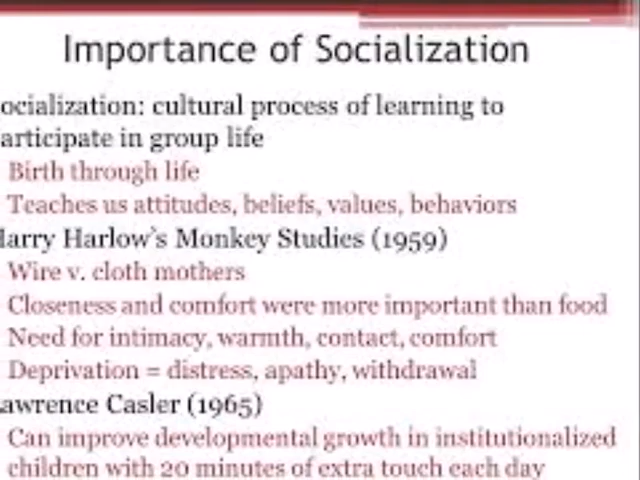 Importance of Socialization
ocialization: cultural process of learning to
articipate in group life
Birth through life
Teaches us attitudes, beliefs, values, behaviors
Harry Harlow's Monkey Studies (1959)
Wire v. cloth mothers
Closeness and comfort were more important than food
Need for intimacy, warmth, contact, comfort
Deprivation = distress, apathy, withdrawal
awrence Casler (1965)
Can improve developmental growth in institutionalized
children with 20 minutes of extra touch each day